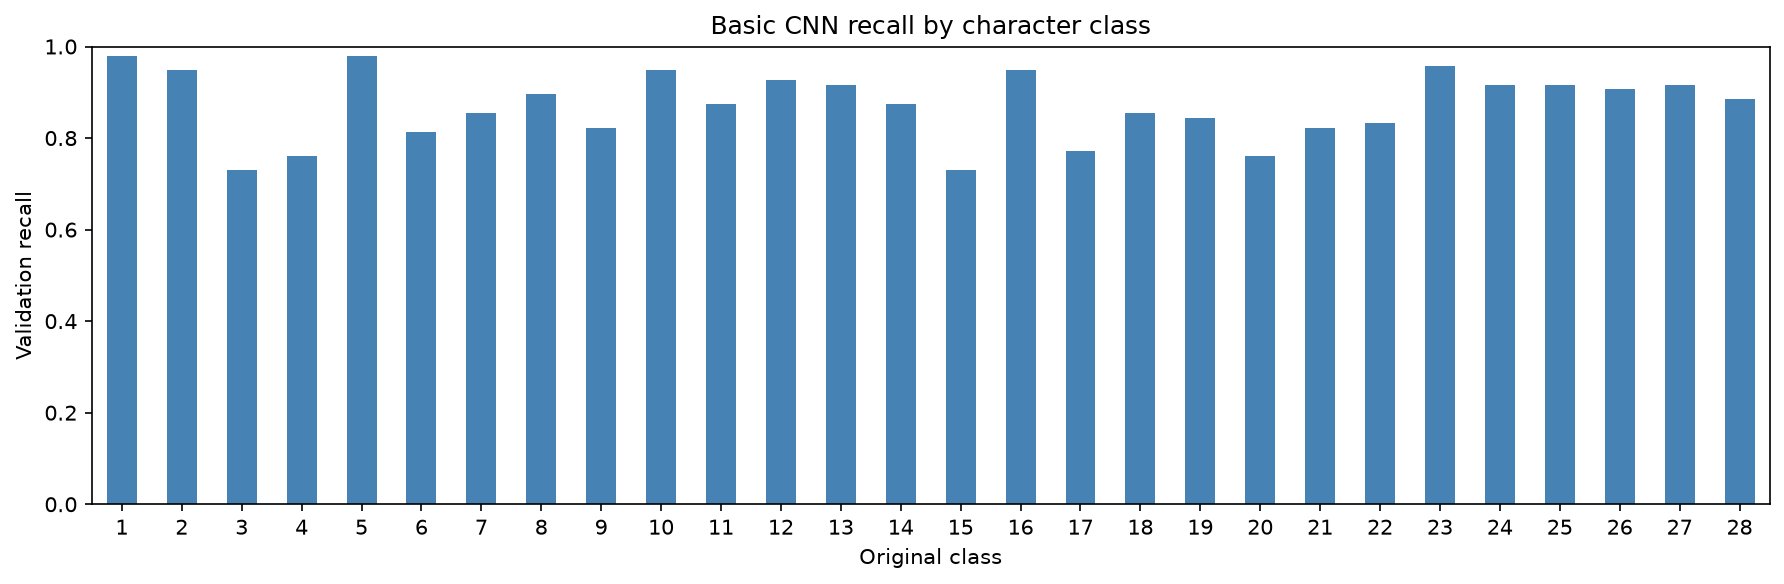 Basic CNN recall by character class
1.0
0.8
0.6
0.4
0.2
0.0
Validation recall
1 2 3 4 5 6 7 8 9 10 11 12 13 14 15 16 17 18 19 20 21 22 23 24 25 26 27 28
Original class